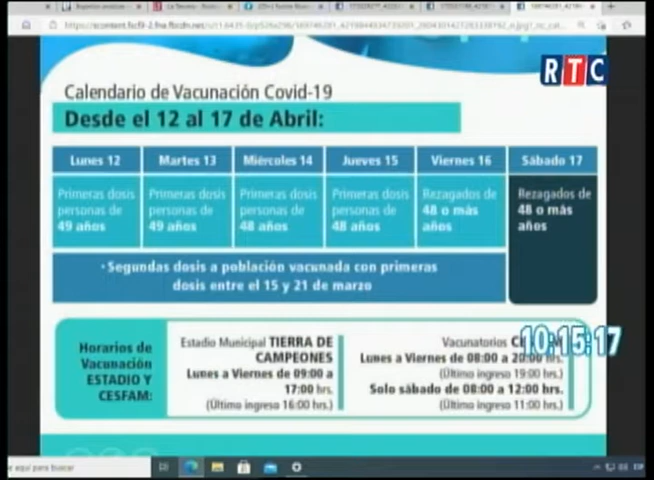 RTC
Calendario de Vacunación Covid-19
Desde el 12 al 17 de Abril:
Lunes 12 Martes 13 Miércoles 14 Jueves 15 Viernes 16 Sábado 17
Primeras dosis personas de 49 años
Primeras dosis personas de 49 años
Primeras dosis personas de 48 años
Primeras dosis personas de 48 años
Rezagados de 48 o más años
Rezagados de 48 o más años
· Segundas dosis a población vacunada con primeras
dosis entre el 15 y 21 de marzo
Horarios de
Vacunación
ESTADIO Y
CESFAM:
Estadio Municipal TIERRA DE
CAMPEONES
Lunes a Viernes de 09:00 a
17:00 hrs.
(Último ingreso 16:00 hrs.)
Vacunatorios
Lunes a Viernes de 08:00 a 20:00 hrs.
(Último ingreso 19:00 hrs.)
Solo sábado de 08:00 a 12:00 hrs.
(Último ingreso 11:00 hrs.)
10:15:17
e aquí para buscar